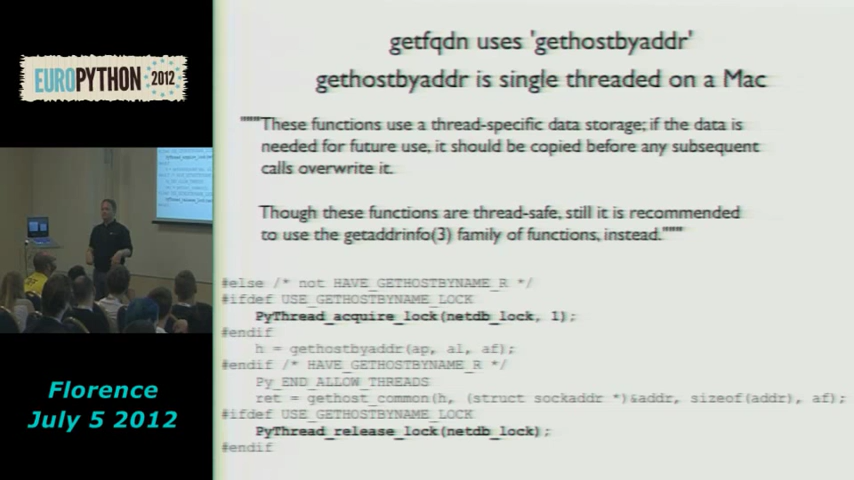 EUROPYTHON 2012
getfqdn uses 'gethostbyaddr'
gethostbyaddr is single threaded on a Mac
"""These functions use a thread-specific data storage; if the data is
needed for future use, it should be copied before any subsequent
calls overwrite it.
Though these functions are thread-safe, still it is recommended
to use the getaddrinfo(3) family of functions, instead."""
#else /* not HAVE_GETHOSTBYNAME_R */
#ifdef USE_GETHOSTBYNAME_LOCK
PyThread_acquire_lock(netdb_lock, 1);
#endif
h = gethostbyaddr(ap, al, af);
#endif /* HAVE_GETHOSTBYNAME_R */
Py_END_ALLOW_THREADS
ret = gethost_common(h, (struct sockaddr *)&addr, sizeof(addr), af);
#ifdef USE_GETHOSTBYNAME_LOCK
PyThread_release_lock(netdb_lock);
#endif
Florence
July 5 2012